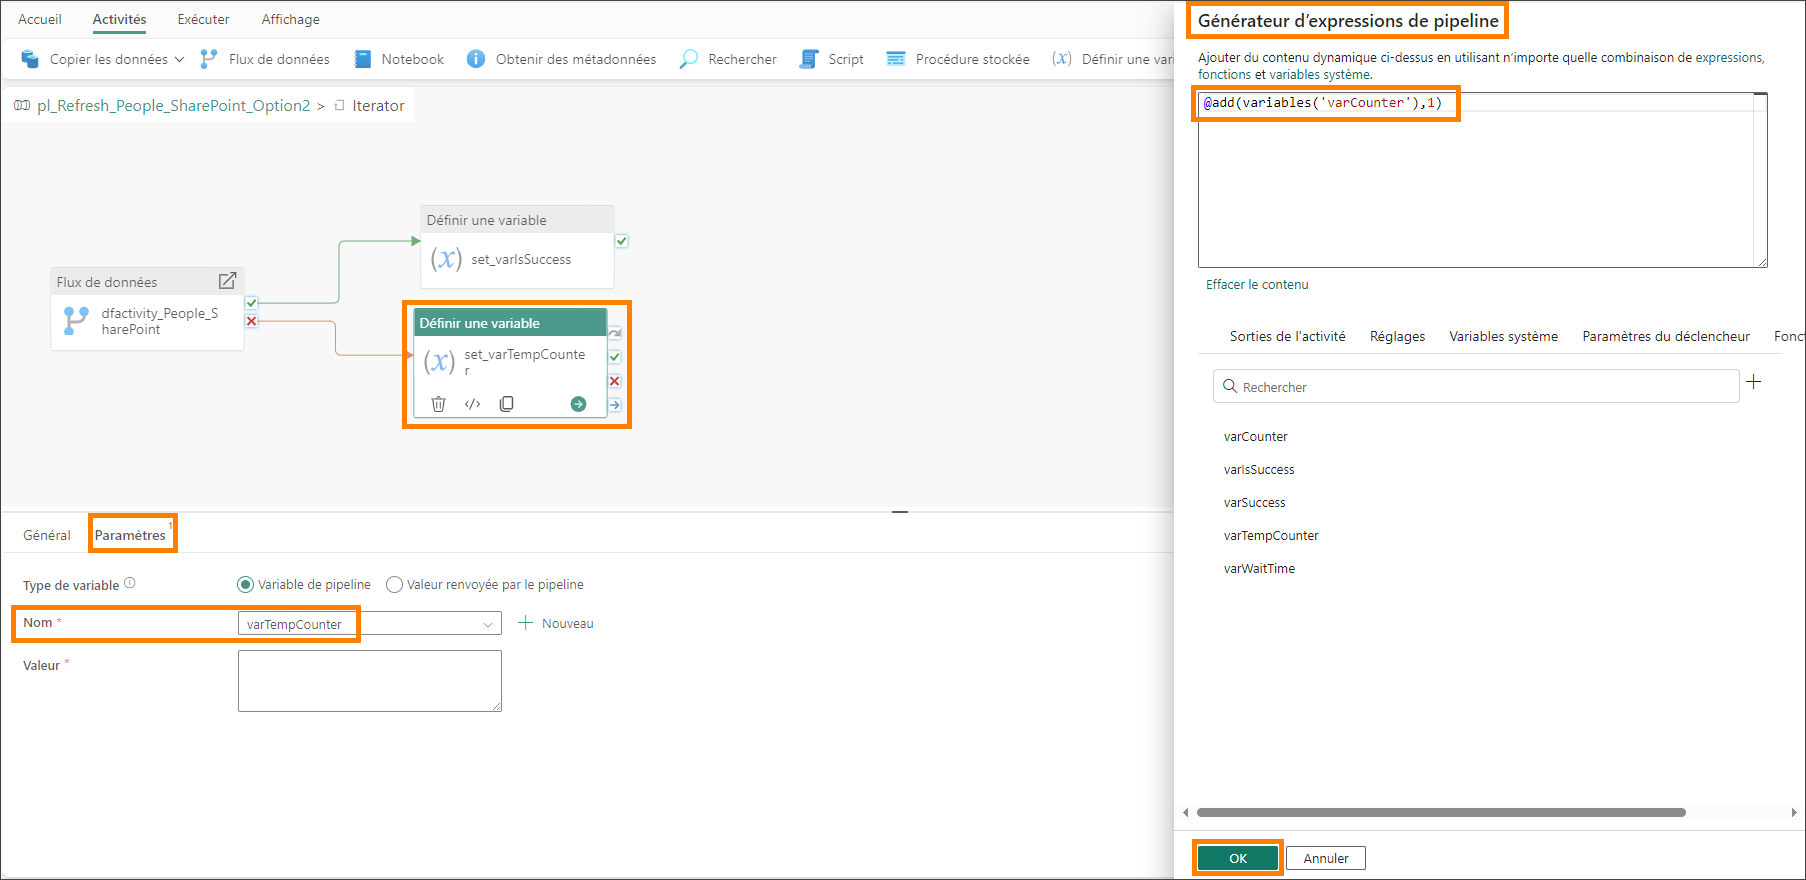 Accueil Activités Exécuter Affichage
Copier les données Flux de données Notebook Obtenir des métadonnées Rechercher Script Procédure stockée (x) Définir une vari
pl_Refresh_People_SharePoint_Option2 > Iterator
Définir une variable
(x) set_varIsSuccess
Flux de données
dfactivity_People_S
harePoint
Définir une variable
(x) set_varTempCounte
r
Général Paramètres 1
Type de variable Variable de pipeline Valeur renvoyée par le pipeline
Nom * varTempCounter + Nouveau
Valeur *
Générateur d'expressions de pipeline
Ajouter du contenu dynamique ci-dessus en utilisant n'importe quelle combinaison de expressions,
fonctions et variables système.
@add(variables('varCounter'),1)
Effacer le contenu
Sorties de l'activité Réglages Variables système Paramètres du déclencheur Fonct
Rechercher +
varCounter
varIsSuccess
varSuccess
varTempCounter
varWaitTime
OK Annuler